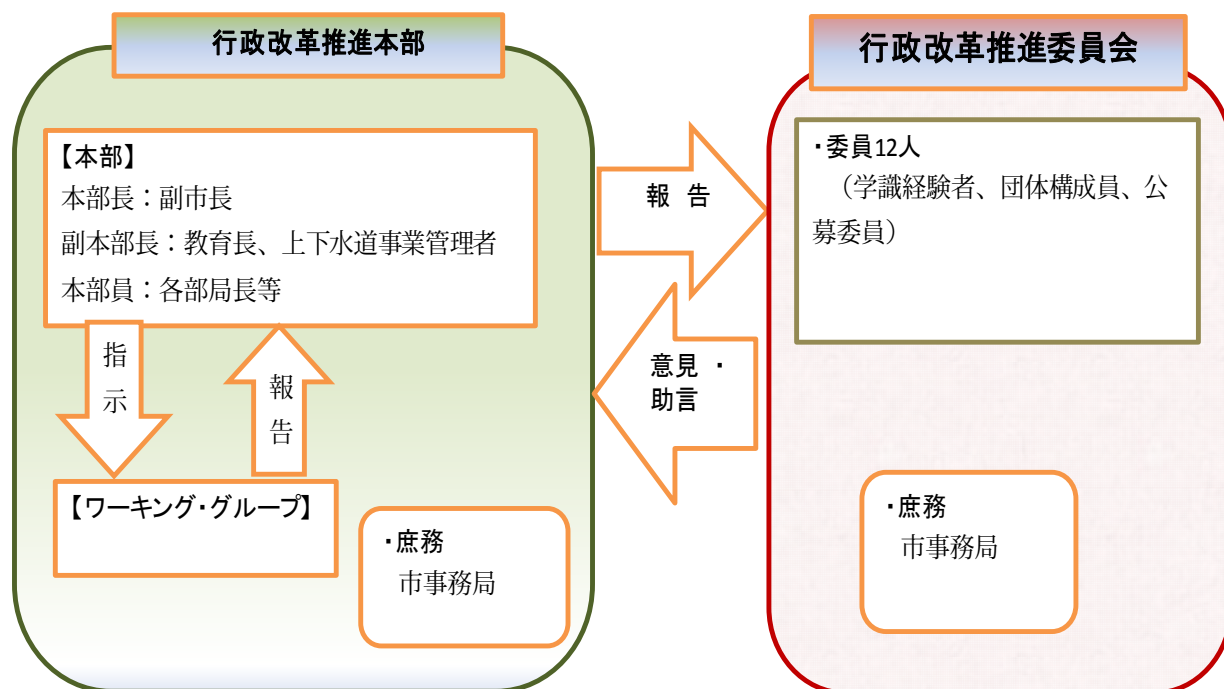 行政改革推進本部
【本部】
本部長：副市長
副本部長：教育長、上下水道事業管理者
本部員：各部局長等
指示
報告
【ワーキング・グループ】
・庶務
市事務局
報 告
意見 ・
助言
行政改革推進委員会
・委員12人
（学識経験者、団体構成員、公
募委員）
・庶務
市事務局